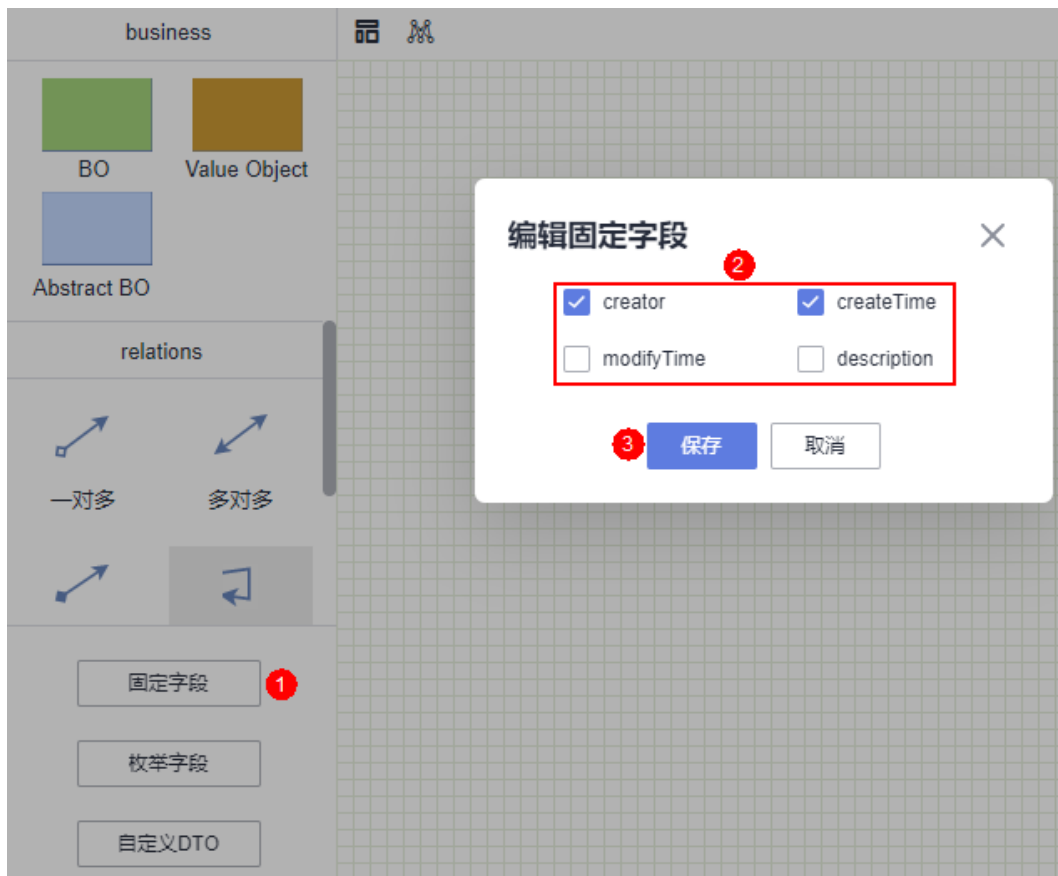 business
BO
Value Object
Abstract BO
relations
一对多
多对多
固定字段
1
枚举字段
自定义DTO
编辑固定字段
2
creator
createTime
modifyTime
description
3
保存
取消